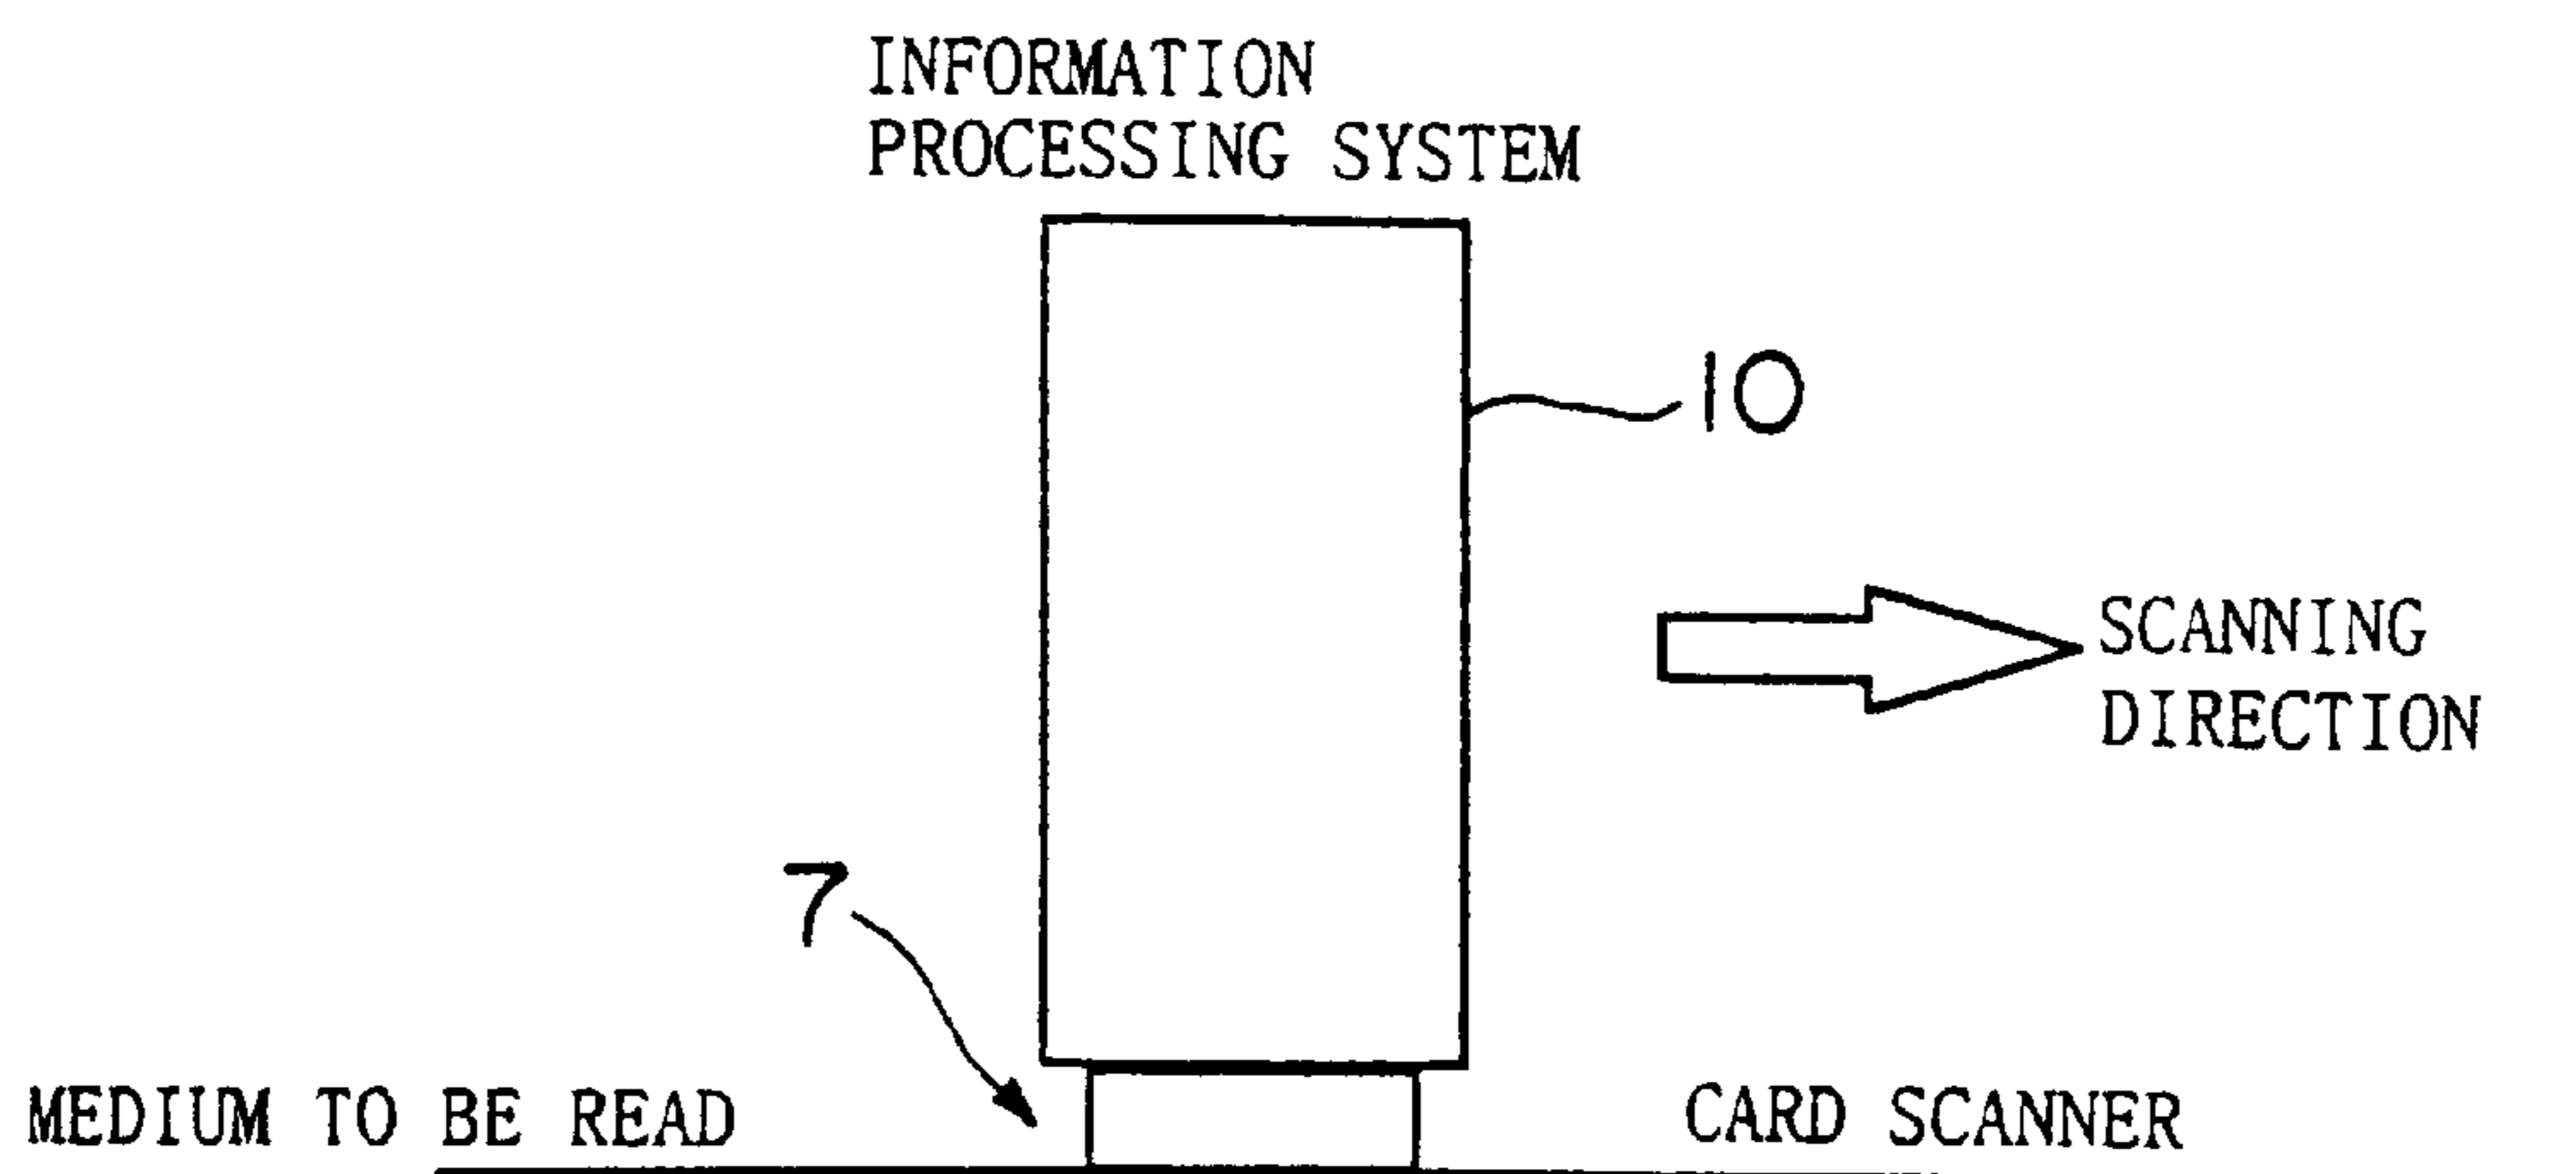 INFORMATION
PROCESSING SYSTEM
10
SCANNING
DIRECTION
7
MEDIUM TO BE READ
CARD SCANNER